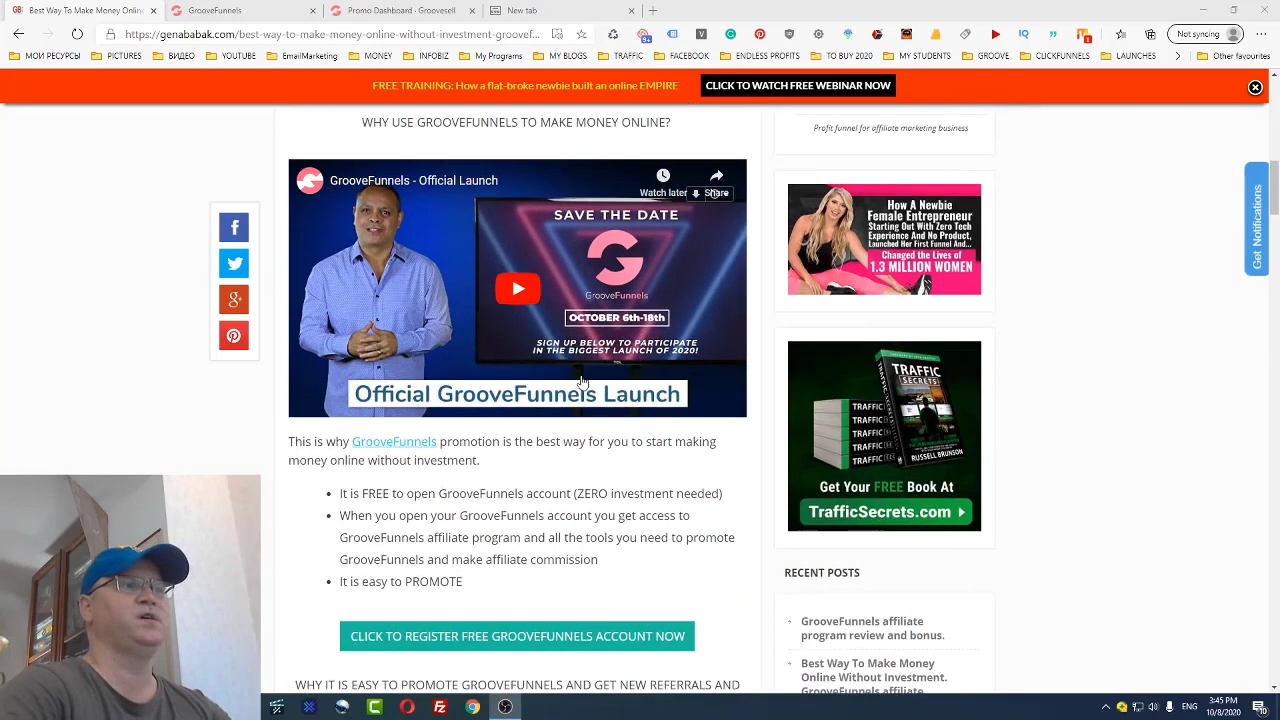 Best Way To Make Money Onlin
GrooveFunnels
Promo GrooveFunnels
New tab
https://genababak.com/best-way-to-make-money-online-without-investment-groovef...
Not syncing
МОИ РЕСУРСЫ
PICTURES
ВИДЕО
YOUTUBE
EmailMarketing
MONEY
INFOBIZ
My Programs
My BLOGS
TRAFFIC
FACEBOOK
ENDLESS PROFITS
TO BUY 2020
MY STUDENTS
GROOVE
CLICKFUNNELS
LAUNCHES
Other favourites
FREE TRAINING: How a flat-broke newbie built an online EMPIRE
CLICK TO WATCH FREE WEBINAR NOW
WHY USE GROOVEFUNNELS TO MAKE MONEY ONLINE?
GrooveFunnels - Official Launch
Watch later
Share
SAVE THE DATE
GrooveFunnels
OCTOBER 6th-18th
SIGN UP BELOW TO PARTICIPATE
IN THE BIGGEST LAUNCH OF 2020!
Official GrooveFunnels Launch
This is why GrooveFunnels promotion is the best way for you to start making
money online without investment.
It is FREE to open GrooveFunnels account (ZERO investment needed)
When you open your GrooveFunnels account you get access to
GrooveFunnels affiliate program and all the tools you need to promote
GrooveFunnels and make affiliate commission
It is easy to PROMOTE
CLICK TO REGISTER FREE GROOVEFUNNELS ACCOUNT NOW
WHY IT IS EASY TO PROMOTE GROOVEFUNNELS AND GET NEW REFERRALS AND
Profit funnel for affiliate marketing business
How A Newbie
Female Entrepreneur
Starting Out With Zero Tech
Experience And No Product,
Launched Her First Funnel And...
Changed the Lives of
1.3 MILLION WOMEN
TRAFFIC
SECRETS
RUSSELL BRUNSON
TRAFFIC
TRAFFIC
TRAFFIC
TRAFFIC
TRAFFIC
Get Your FREE Book At
TrafficSecrets.com
RECENT POSTS
GrooveFunnels affiliate
program review and bonus.
Best Way To Make Money
Online Without Investment.
GrooveFunnels affiliate
Get Notifications
ENG
3:45 PM
10/8/2020